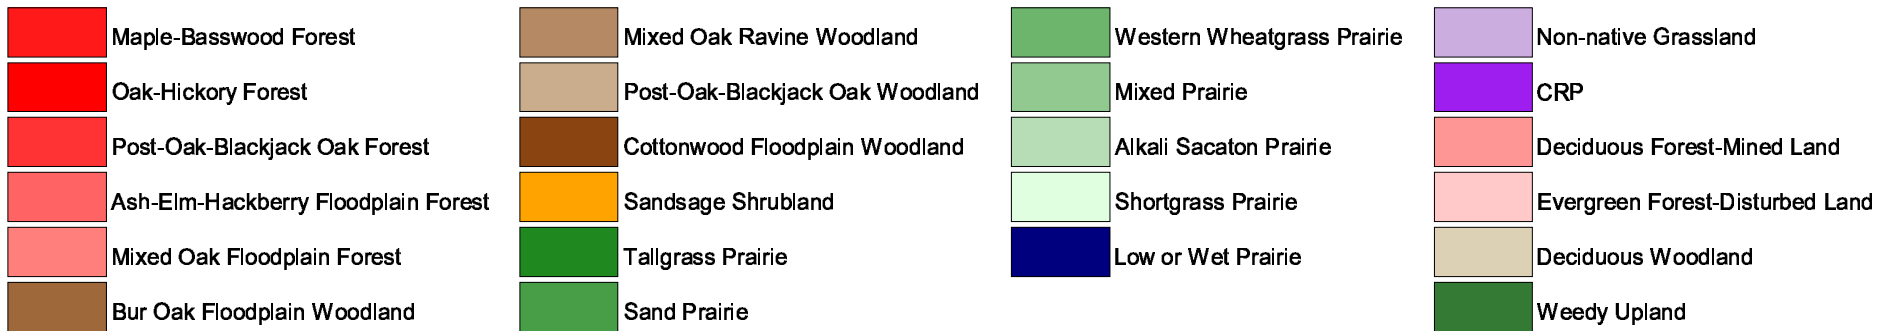 Maple-Basswood Forest
Oak-Hickory Forest
Post-Oak-Blackjack Oak Forest
Ash-Elm-Hackberry Floodplain Forest
Mixed Oak Floodplain Forest
Bur Oak Floodplain Woodland
Mixed Oak Ravine Woodland
Post-Oak-Blackjack Oak Woodland
Cottonwood Floodplain Woodland
Sandsage Shrubland
Tallgrass Prairie
Sand Prairie
Western Wheatgrass Prairie
Mixed Prairie
Alkali Sacaton Prairie
Shortgrass Prairie
Low or Wet Prairie
Non-native Grassland
CRP
Deciduous Forest-Mined Land
Evergreen Forest-Disturbed Land
Deciduous Woodland
Weedy Upland